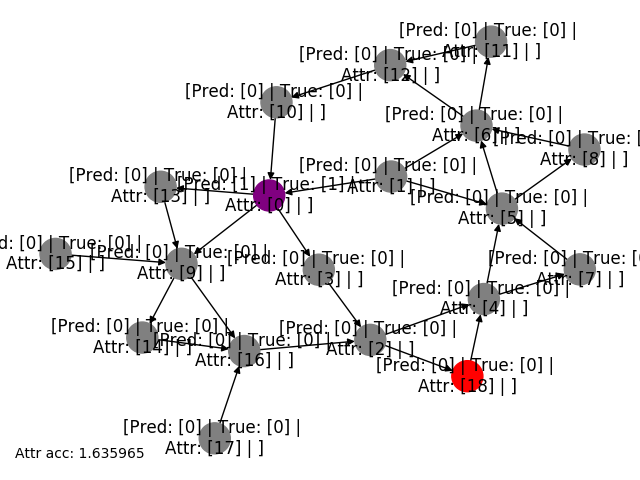 [Pred: [0] | True: [0] |
Attr: [11] | ]
[Pred: [0] | True: [0] |
Attr: [12] | ]
[Pred: [0] | True: [0] |
Attr: [10] | ]
[Pred: [0] | True: [0] |
Attr: [6] | ]
[Pred: [0] | True: [
Attr: [8] | ]
[Pred: [0] | True: [0] |
Attr: [1] | ]
[Pred: [0] | True: [0] |
Attr: [13] | ]
[Pred: [1] | True: [1] |
Attr: [0] | ]
[Pred: [0] | True: [0] |
Attr: [5] | ]
d: [0] | True: [0] |
Attr: [15] | ]
[Pred: [0] | True: [0] |
Attr: [9] | ]
[Pred: [0] | True: [0] |
Attr: [3] | ]
[Pred: [0] | True: [0]
Attr: [7] | ]
[Pred: [0] | True: [0] |
Attr: [4] | ]
[Pred: [0] | True: [0] |
Attr: [14] | ]
[Pred: [0] | True: [0] |
Attr: [16] | ]
[Pred: [0] | True: [0] |
Attr: [2] | ]
[Pred: [0] | True: [0] |
Attr: [18] | ]
[Pred: [0] | True: [0] |
Attr: [17] | ]
Attr acc: 1.635965